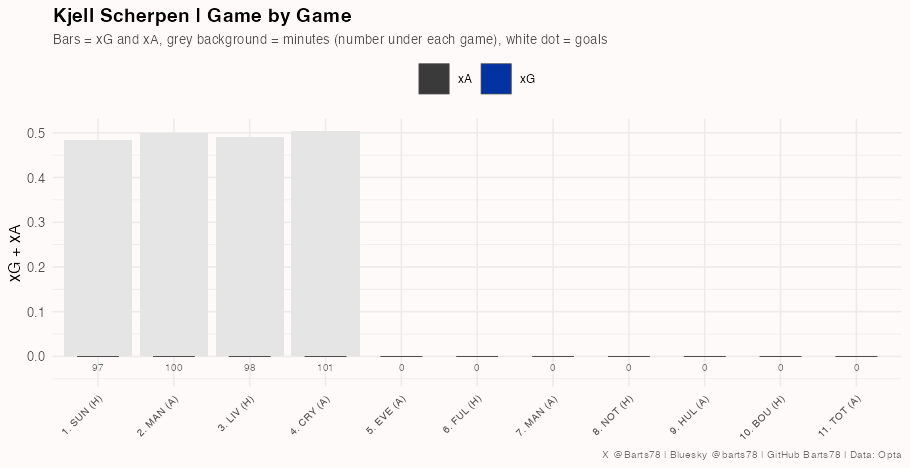 Kjell Scherpen | Game by Game
Bars = xG and xA, grey background = minutes (number under each game), white dot = goals
xA xG
xG + xA
0.5
0.4
0.3
0.2
0.1
0.0
97 100 98 101 0 0 0 0 0 0 0
1. SUN (H) 2. MAN (A) 3. LIV (H) 4. CRY (A) 5. EVE (A) 6. FUL (H) 7. MAN (A) 8. NOT (H) 9. HUL (A) 10. BOU (H) 11. TOT (A)
X @Barts78 | Bluesky @barts78 | GitHub Barts78 | Data: Opta